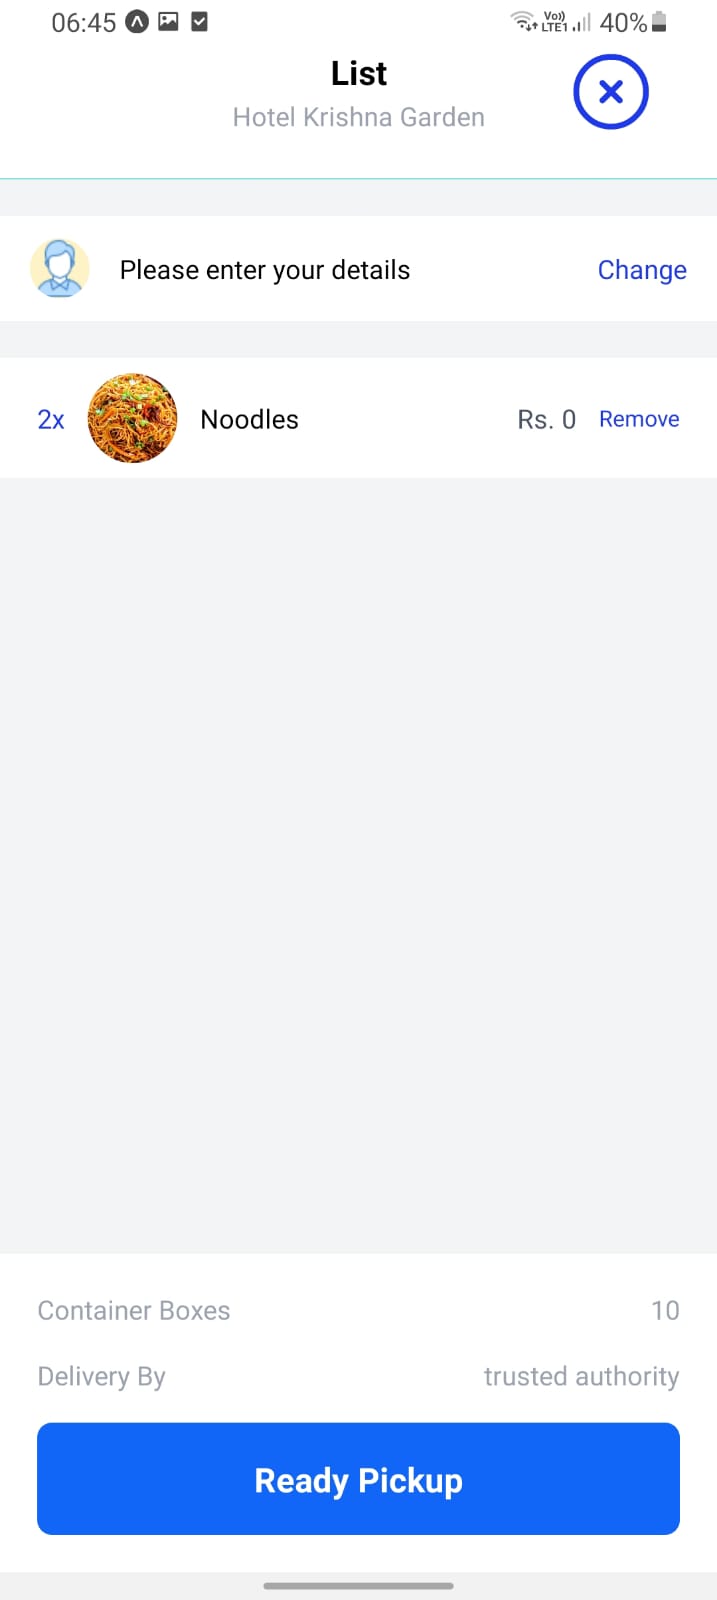 06:45
Vo))
LTE1
40%
List
Hotel Krishna Garden
Please enter your details
Change
2x
Noodles
Rs. 0
Remove
Container Boxes
10
Delivery By
trusted authority
Ready Pickup